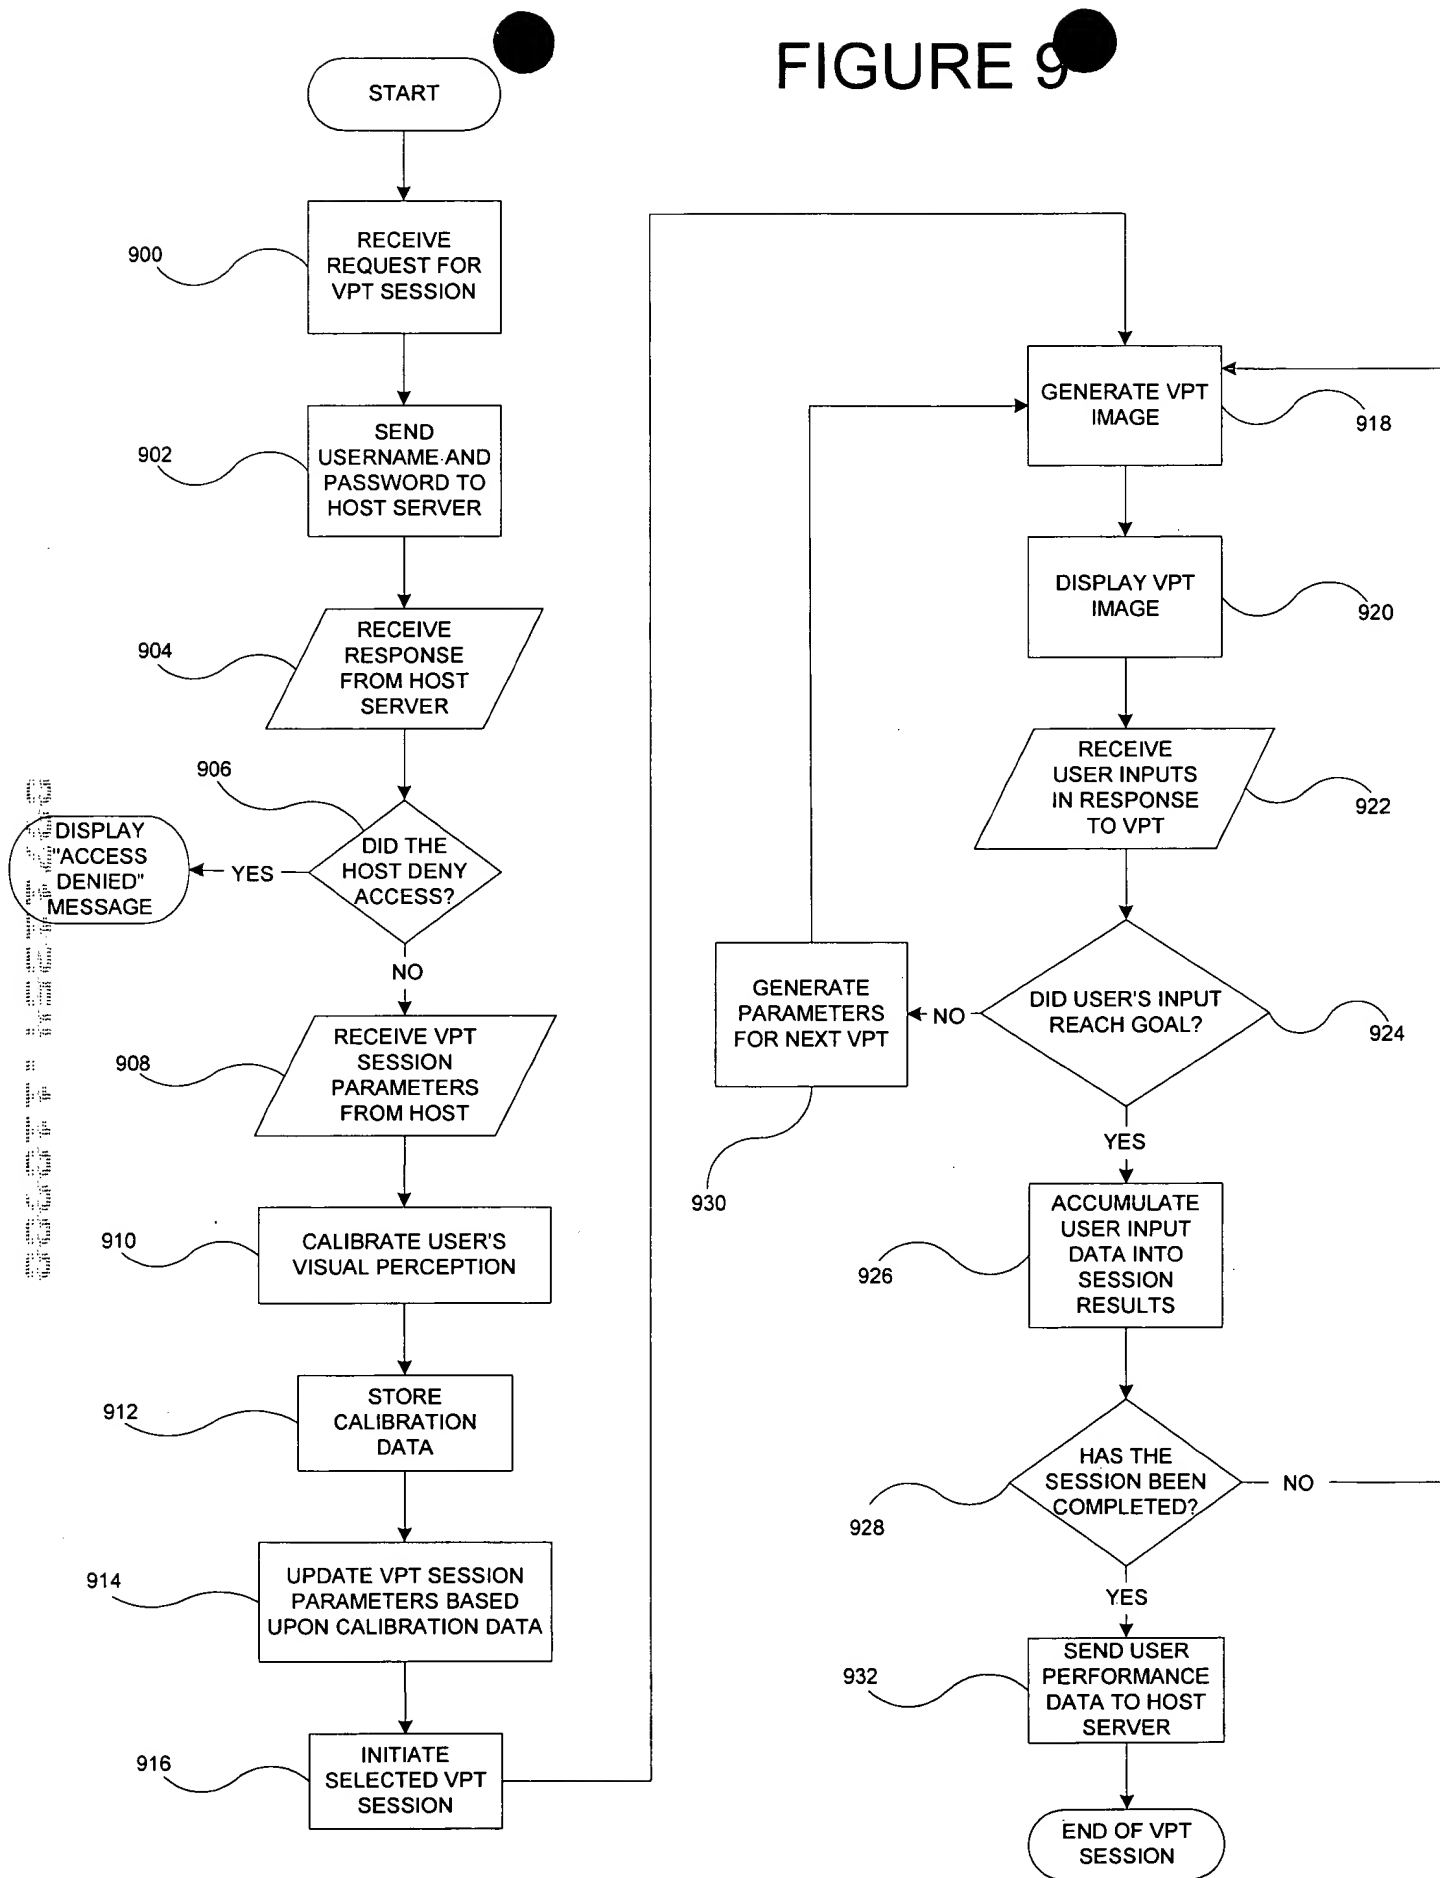 FIGURE 9
START
900
RECEIVE
REQUEST FOR
VPT SESSION
902
SEND
USERNAME AND
PASSWORD TO
HOST SERVER
904
RECEIVE
RESPONSE
FROM HOST
SERVER
906
DID THE
HOST DENY
ACCESS?
YES
DISPLAY
"ACCESS
DENIED"
MESSAGE
NO
908
RECEIVE VPT
SESSION
PARAMETERS
FROM HOST
910
CALIBRATE USER'S
VISUAL PERCEPTION
912
STORE
CALIBRATION
DATA
914
UPDATE VPT SESSION
PARAMETERS BASED
UPON CALIBRATION DATA
916
INITIATE
SELECTED VPT
SESSION
GENERATE VPT
IMAGE
918
DISPLAY VPT
IMAGE
920
RECEIVE
USER INPUTS
IN RESPONSE
TO VPT
922
DID USER'S INPUT
REACH GOAL?
924
NO
GENERATE
PARAMETERS
FOR NEXT VPT
930
YES
ACCUMULATE
USER INPUT
DATA INTO
SESSION
RESULTS
926
HAS THE
SESSION BEEN
COMPLETED?
928
NO
YES
SEND USER
PERFORMANCE
DATA TO HOST
SERVER
932
END OF VPT
SESSION